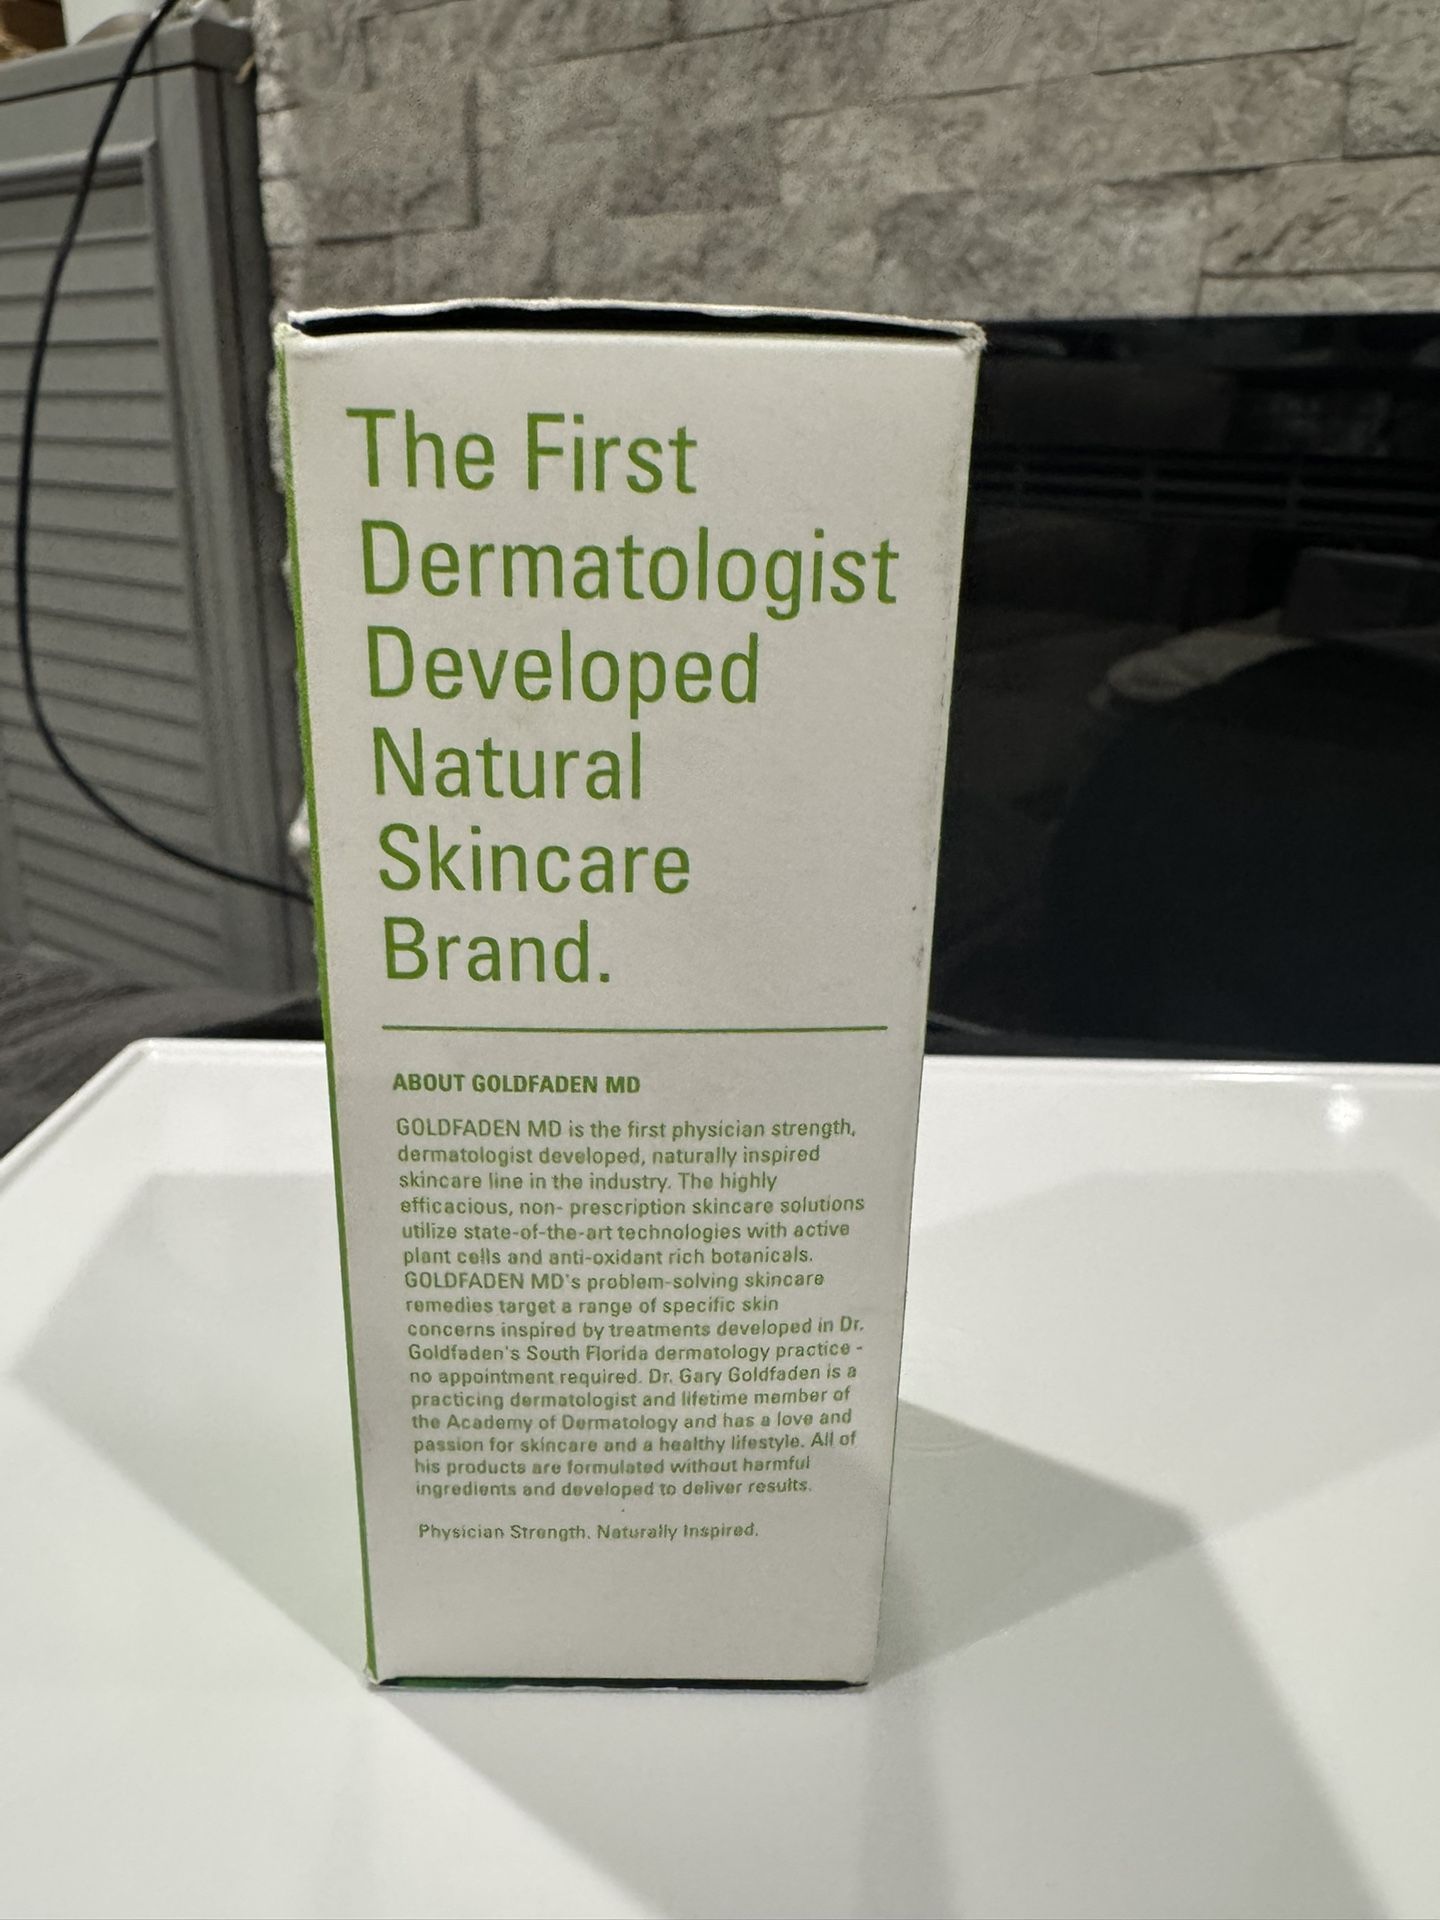 The First
Dermatologist
Developed
Natural
Skincare
Brand.
ABOUT GOLDFADEN MD
GOLDFADEN MD is the first physician strength,
dermatologist developed, naturally inspired
skincare line in the industry. The highly
efficacious, non- prescription skincare solutions
utilize state-of-the-art technologies with active
plant cells and anti-oxidant rich botanicals.
GOLDFADEN MD's problem-solving skincare
remedies target a range of specific skin
concerns inspired by treatments developed in Dr.
Goldfaden's South Florida dermatology practice -
no appointment required. Dr. Gary Goldfaden is a
practicing dermatologist and lifetime member of
the Academy of Dermatology and has a love and
passion for skincare and a healthy lifestyle. All of
his products are formulated without harmful
ingredients and developed to deliver results.
Physician Strength. Naturally Inspired.